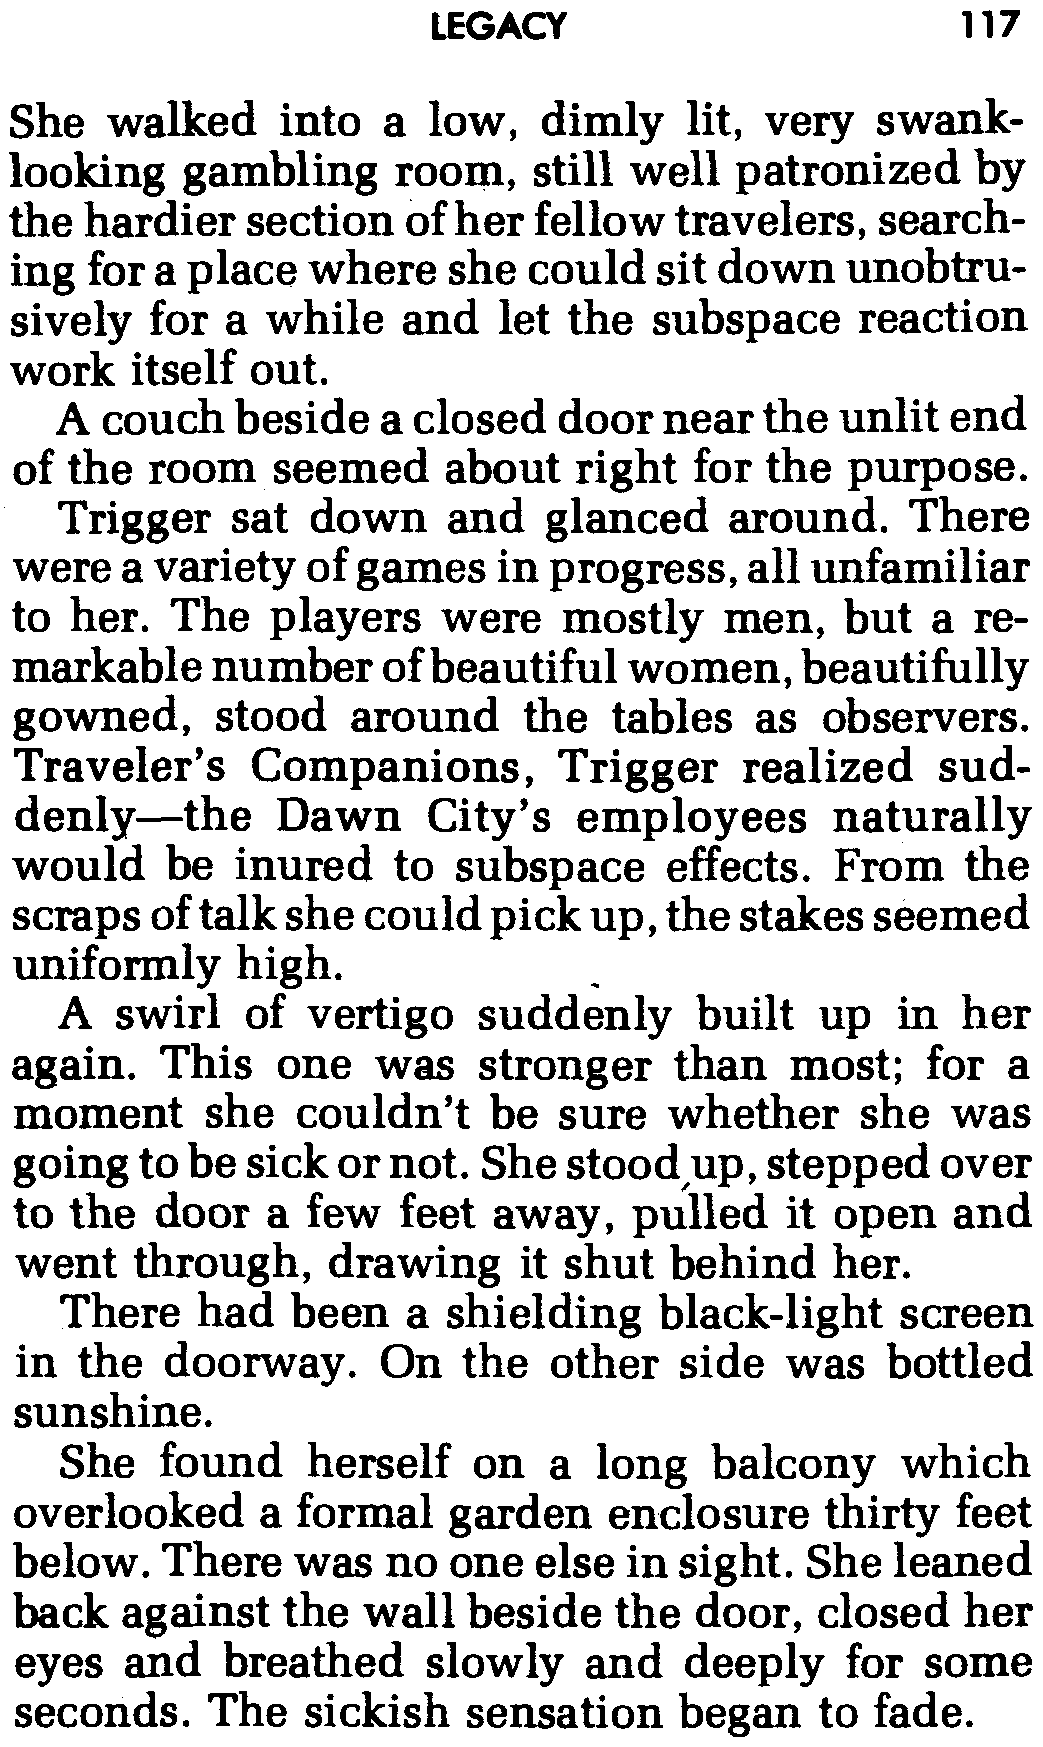 LEGACY 117
She walked into a low, dimly lit, very swank-
looking gambling room, still well patronized by
the hardier section of her fellow travelers, search-
ing for a place where she could sit down unobtru-
sively for a while and let the subspace reaction
work itself out.
A couch beside a closed door near the unlit end
of the room seemed about right for the purpose.
Trigger sat down and glanced around. There
were a variety of games in progress, all unfamiliar
to her. The players were mostly men, but a re-
markable number of beautiful women, beautifully
gowned, stood around the tables as observers.
Traveler's Companions, Trigger realized sud-
denly—the Dawn City's employees naturally
would be inured to subspace effects. From the
scraps of talk she could pick up, the stakes seemed
uniformly high.
A swirl of vertigo suddenly built up in her
again. This one was stronger than most; for a
moment she couldn't be sure whether she was
going to be sick or not. She stood up, stepped over
to the door a few feet away, pulled it open and
went through, drawing it shut behind her.
There had been a shielding black-light screen
in the doorway. On the other side was bottled
sunshine.
She found herself on a long balcony which
overlooked a formal garden enclosure thirty feet
below. There was no one else in sight. She leaned
back against the wall beside the door, closed her
eyes and breathed slowly and deeply for some
seconds. The sickish sensation began to fade.